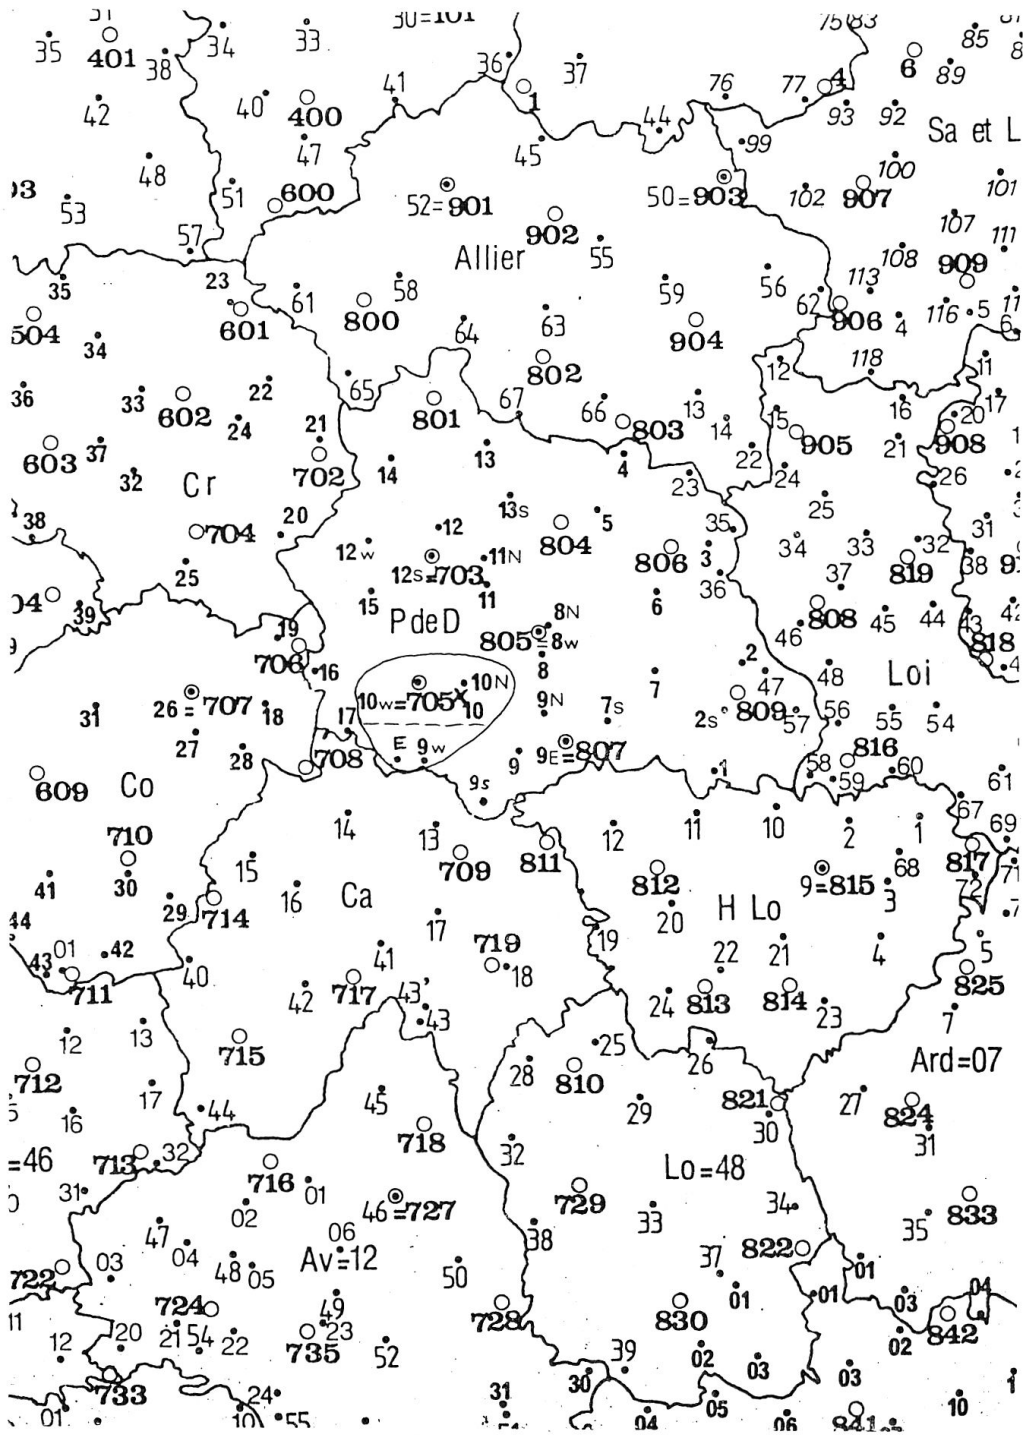 31 30=101 75 83
35 401 34 33 85
38 36 37 6 89
42 40 400 41 1 76 77 4 93 92
44 Sa et L
47 45 99
48 100
53 51 600 52=901 50=903 102 907 101
902 107
57 Allier 55 108 111
35 23 61 58 59 56 113 909
504 601 800 64 63 904 62 906 4 116 5 6
34 802 118 11
36 33 602 22 65 801 67 66 803 13 12 16 17
24 21 14 15 20
603 37 702 14 13 4 22 905 21 908
32 Cr 23 24 26
13s 5 25
38 704 20 12 804 35 34 33 32 31
12w 11N 806 3 38
25 12s=703 36 37 819
39 15 11 6 808 45 44 43 42
PdeD 8N 46
19 805=8w 818
706 16 8 2 48 Loi
26=707 18 10w=705 10N 7 47
31 10 9N 7s 2s 809 57 56 55 54
27 17 E 9w 9 9E=807 816
28 708 1 58 59 60 61
609 Co 9s 67
710 14 13 12 11 10 2 1 69
15 709 811 817
41 30 812 9=815 68 72 71
29 714 16 Ca 3
44 17 20 H Lo
01 42 41 719 19 22 21 4 5
43 40 18
711 42 717 43' 24 813 814 825
43 23 7
12 13 715 25 26
712 28 810 Ard=07
17 45 29 821 27 824
16 44 718 30 31
=46 713 32 32 Lo=48
31 716 01 729 833
02 46=727 33 34 35
47 06 38
03 04 Av=12 37 822
722 48 05 50 01 01 01 03 04
724 49 728 830 842
20 21 54 22 23 02 02
12 735 52 39 03 03
733 30
24 31 10
01 10 55 04 05 06 841